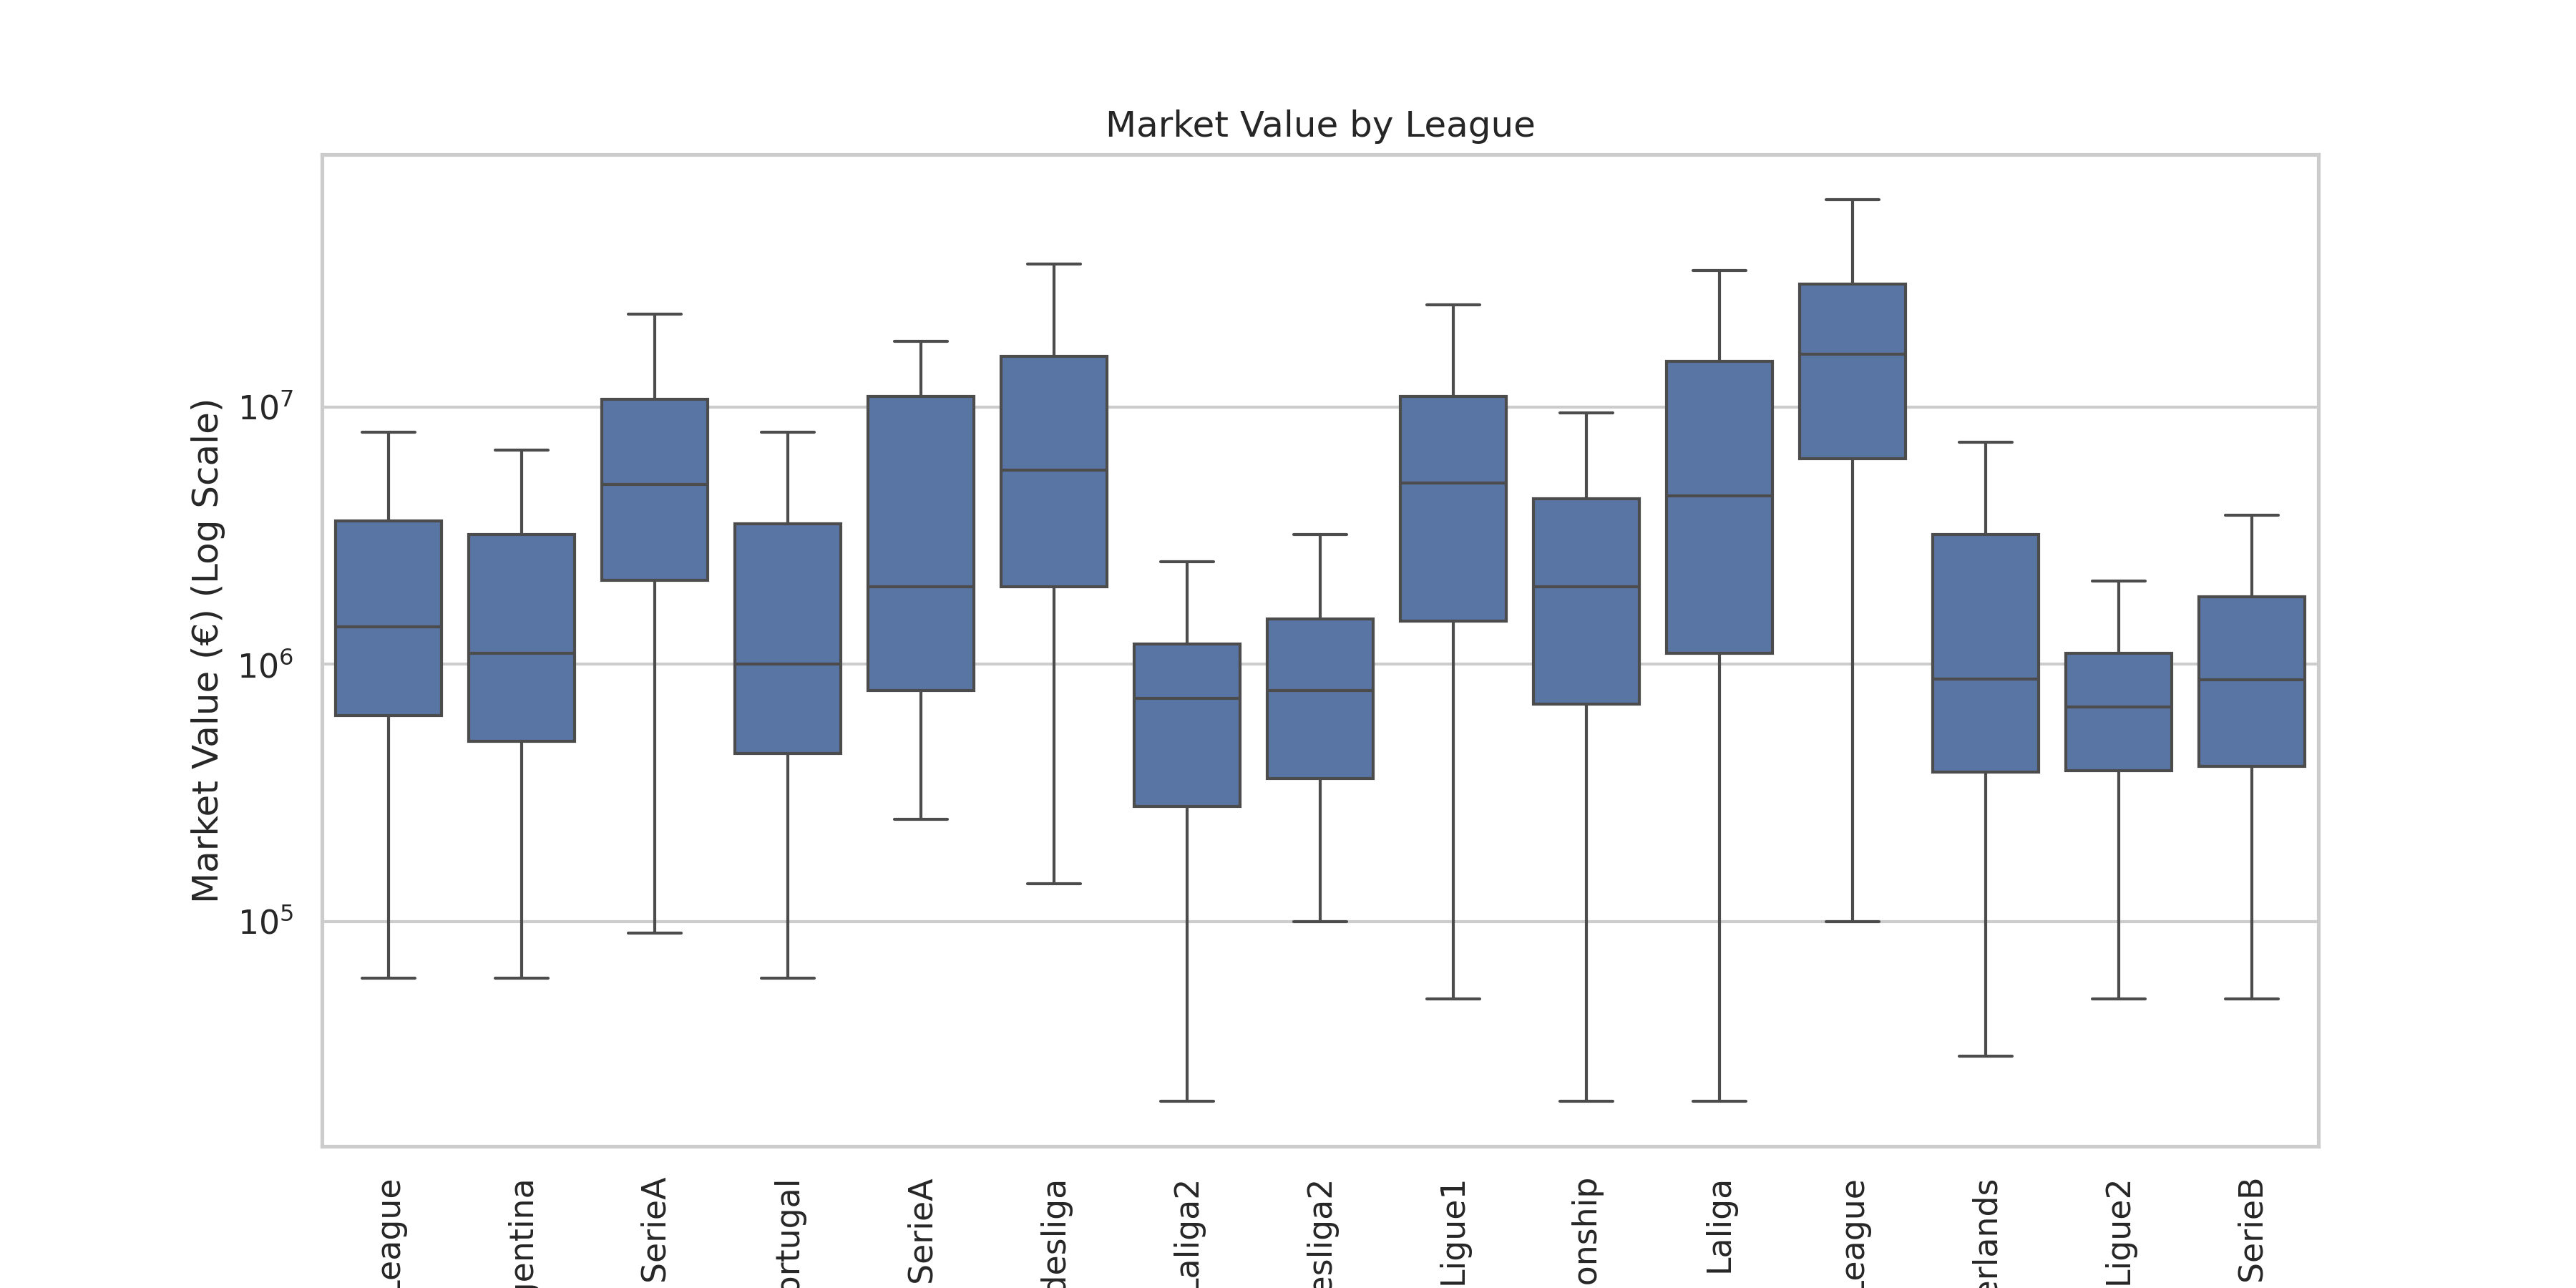 Market Value by League
Market Value (€) (Log Scale)
10⁷
10⁶
10⁵
League
gentina
SerieA
ortugal
SerieA
desliga
Laliga2
esliga2
Ligue1
onship
Laliga
League
erlands
Ligue2
SerieB